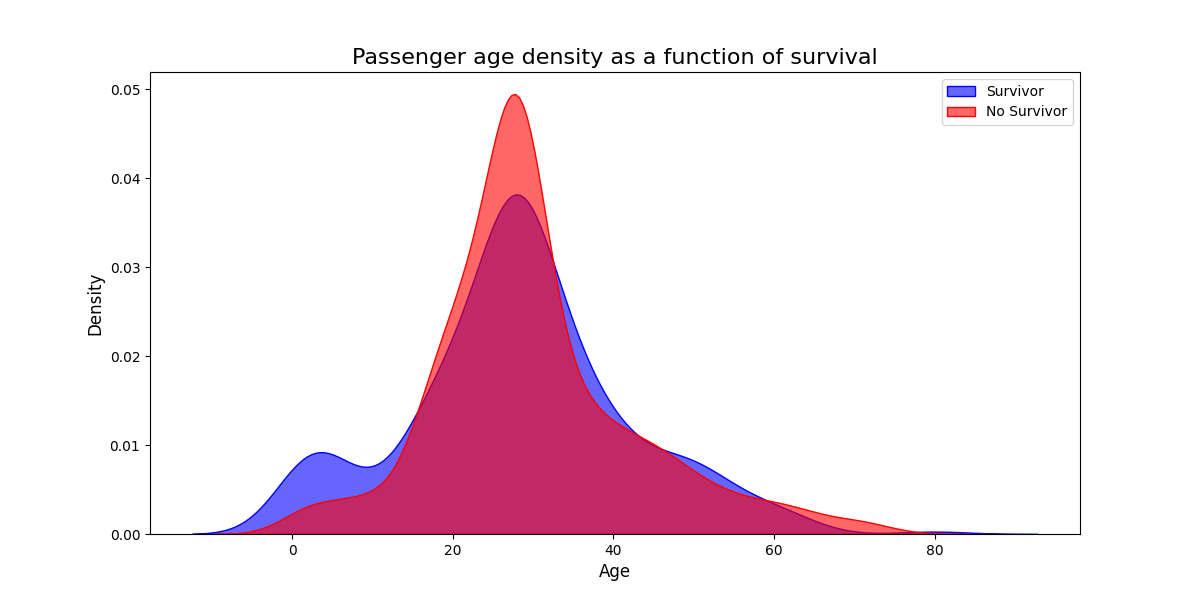 Passenger age density as a function of survival
Survivor
No Survivor
0.05
0.04
0.03
0.02
0.01
0.00
Density
0 20 40 60 80
Age